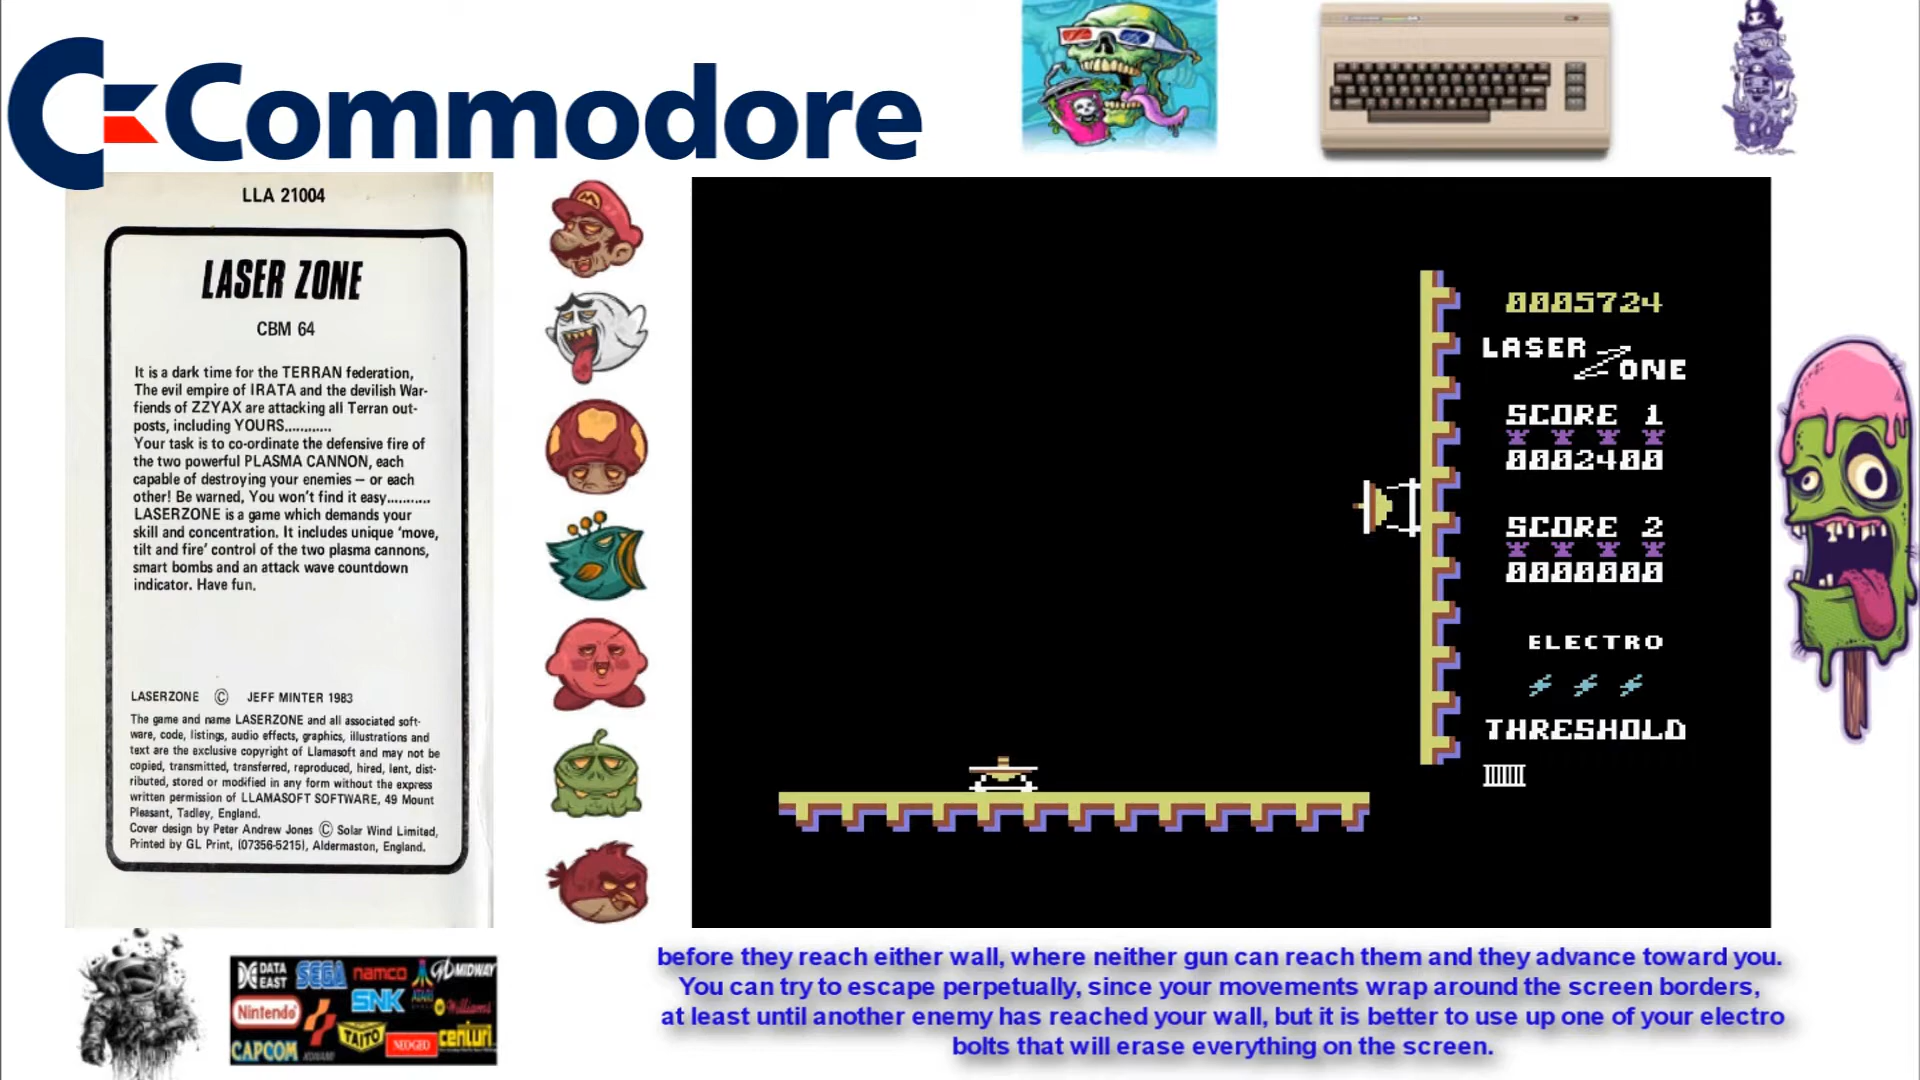 Commodore
LLA 21004
LASER ZONE
CBM 64
It is a dark time for the TERRAN federation,
The evil empire of IRATA and the devilish War-
fiends of ZZYAX are attacking all Terran out-
posts, including YOURS............
Your task is to co-ordinate the defensive fire of
the two powerful PLASMA CANNON, each
capable of destroying your enemies — or each
other! Be warned, You won't find it easy...........
LASERZONE is a game which demands your
skill and concentration. It includes unique 'move,
tilt and fire' control of the two plasma cannons,
smart bombs and an attack wave countdown
indicator. Have fun.
LASERZONE © JEFF MINTER 1983
The game and name LASERZONE and all associated soft-
ware, code, listings, audio effects, graphics, illustrations and
text are the exclusive copyright of Llamasoft and may not be
copied, transmitted, transferred, reproduced, hired, lent, dist-
ributed, stored or modified in any form without the express
written permission of LLAMASOFT SOFTWARE, 49 Mount
Pleasant, Tadley, England.
Cover design by Peter Andrew Jones © Solar Wind Limited,
Printed by GL Print, (07356-5215), Aldermaston, England.
0005724
LASER ZONE
SCORE 1
0002400
SCORE 2
0000000
ELECTRO
THRESHOLD
DATA EAST
SEGA
namco
ATARI
MIDWAY
Nintendo
SNK
Williams
CAPCOM
KONAMI
TAITO
NEO GEO
centuri
before they reach either wall, where neither gun can reach them and they advance toward you.
You can try to escape perpetually, since your movements wrap around the screen borders,
at least until another enemy has reached your wall, but it is better to use up one of your electro
bolts that will erase everything on the screen.